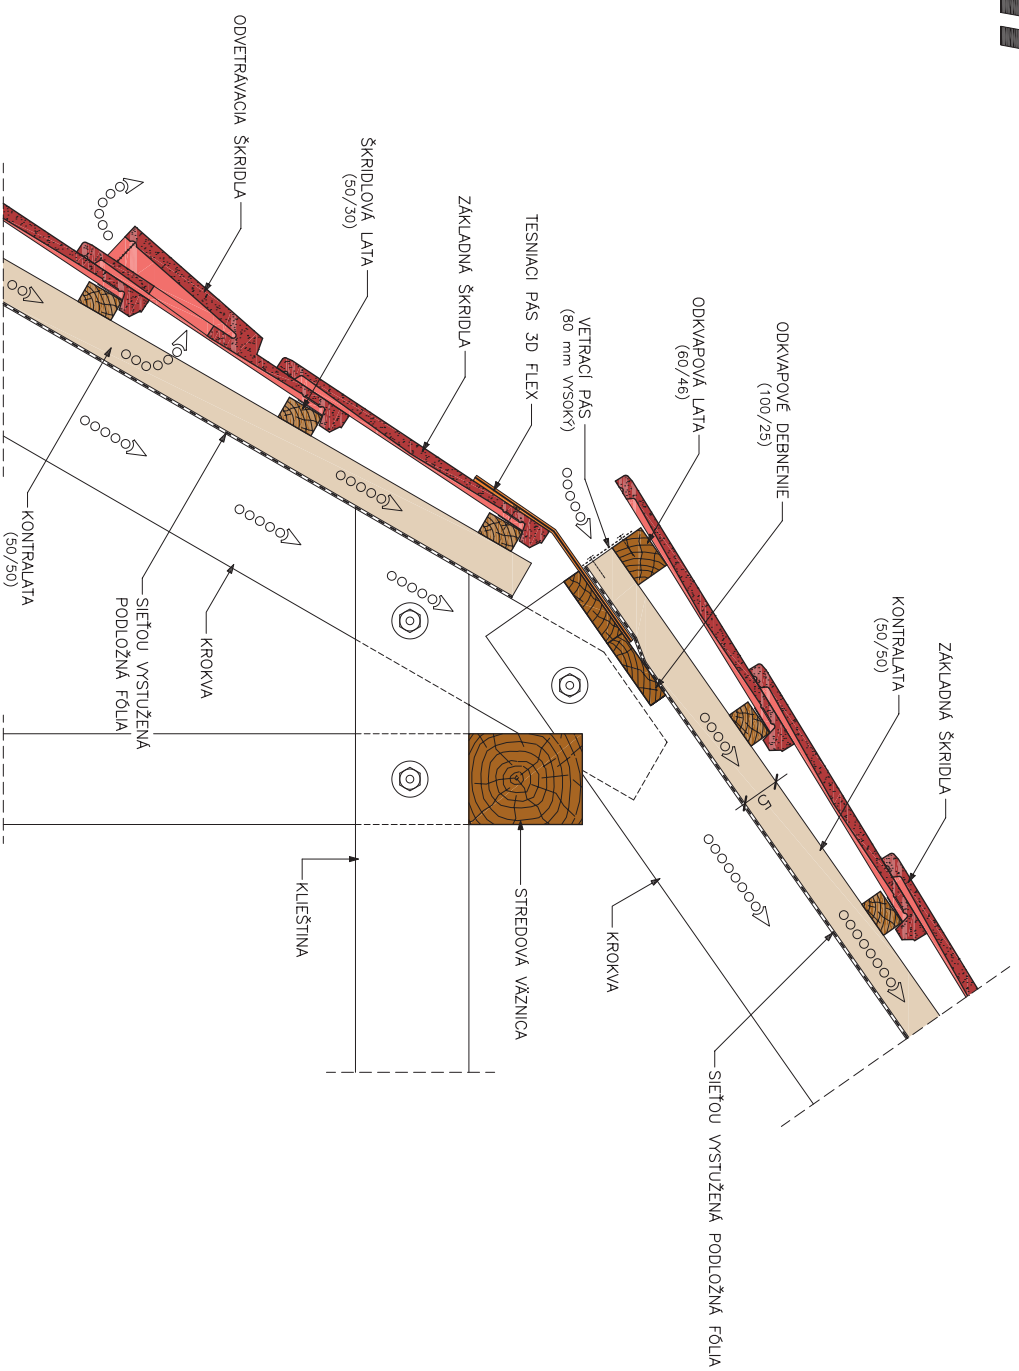 ODVETRÁVACIA ŠKRIDLA
ŠKRIDLOVÁ LATA
(50/30)
ZÁKLADNÁ ŠKRIDLA
TESNIACI PÁS 3D FLEX
VETRACÍ PÁS
(80 mm VYSOKÝ)
ODKVAPOVÁ LATA
(60/46)
ODKVAPOVÉ DEBNENIE
(100/25)
KONTRALATA
(50/50)
ZÁKLADNÁ ŠKRIDLA
5
KONTRALATA
(50/50)
SIEŤOU VYSTUŽENÁ
PODLOŽNÁ FÓLIA
KROKVA
KLIEŠTINA
STREDOVÁ VÄZNICA
KROKVA
SIEŤOU VYSTUŽENÁ PODLOŽNÁ FÓLIA